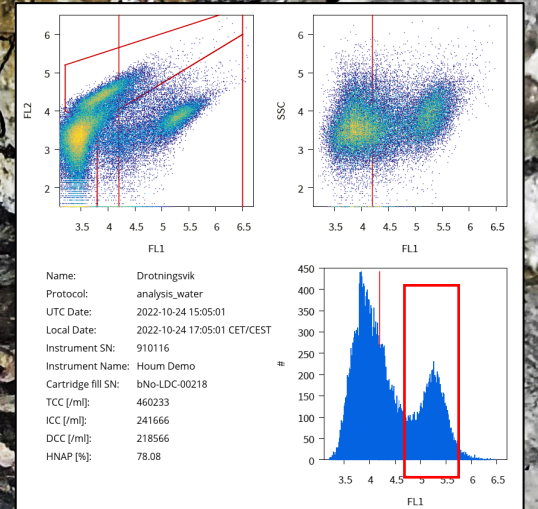 6
5
4
3
2
FL2
3.5 4 4.5 5 5.5 6 6.5
FL1
6
5
4
3
2
SSC
3.5 4 4.5 5 5.5 6 6.5
FL1
Name: Drotningsvik
Protocol: analysis_water
UTC Date: 2022-10-24 15:05:01
Local Date: 2022-10-24 17:05:01 CET/CEST
Instrument SN: 910116
Instrument Name: Houm Demo
Cartridge fill SN: bNo-LDC-00218
TCC [/ml]: 460233
ICC [/ml]: 241666
DCC [/ml]: 218566
HNAP [%]: 78.08
450
400
350
300
250
200
150
100
50
0
#
3.5 4 4.5 5 5.5 6 6.5
FL1